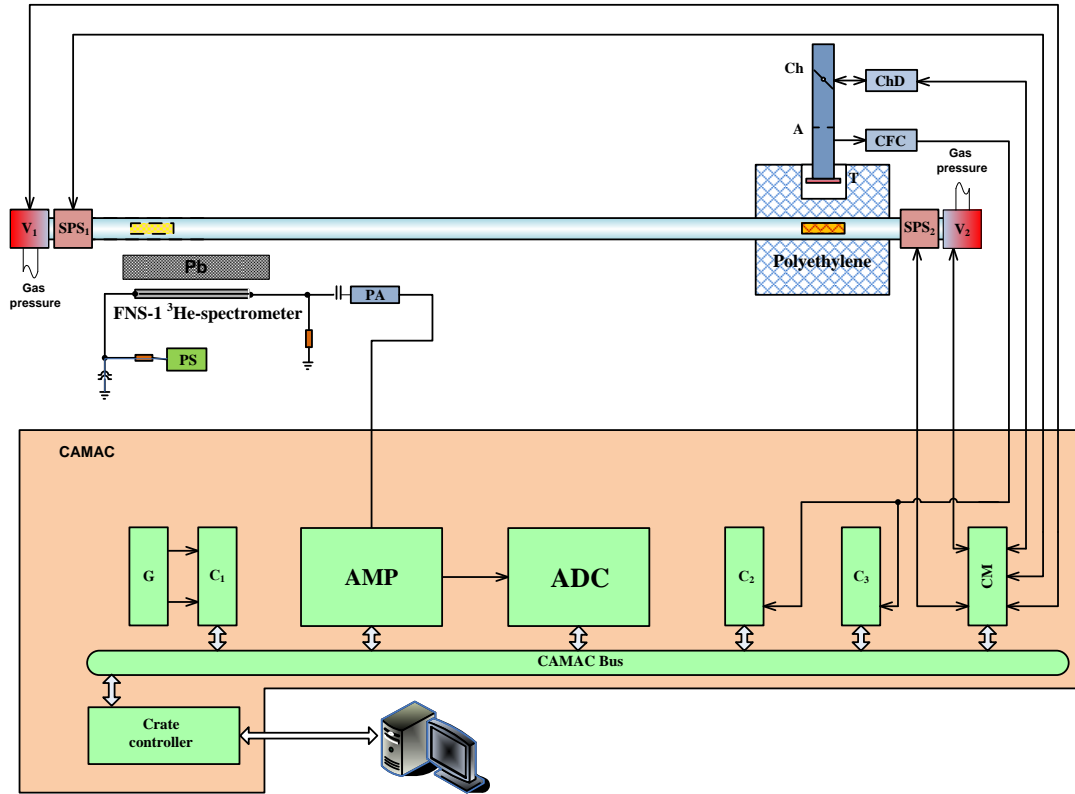 Ch
ChD
A
CFC
Gas
pressure
T
V1
SPS1
SPS2
V2
Polyethylene
Pb
Gas
pressure
PA
FNS-1 ³He-spectrometer
PS
CAMAC
G
C1
AMP
ADC
C2
C3
CM
CAMAC Bus
Crate
controller